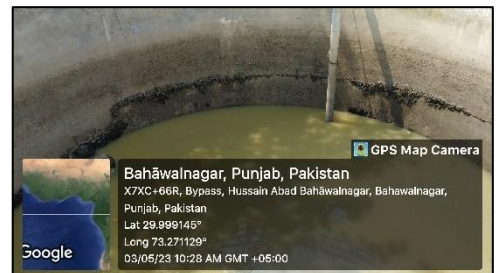 GPS Map Camera
Bahāwalnagar, Punjab, Pakistan
X7XC+66R, Bypass, Hussain Abad Bahāwalnagar, Bahawalnagar,
Punjab, Pakistan
Lat 29.999145°
Long 73.271129°
03/05/23 10:28 AM GMT +05:00
Google